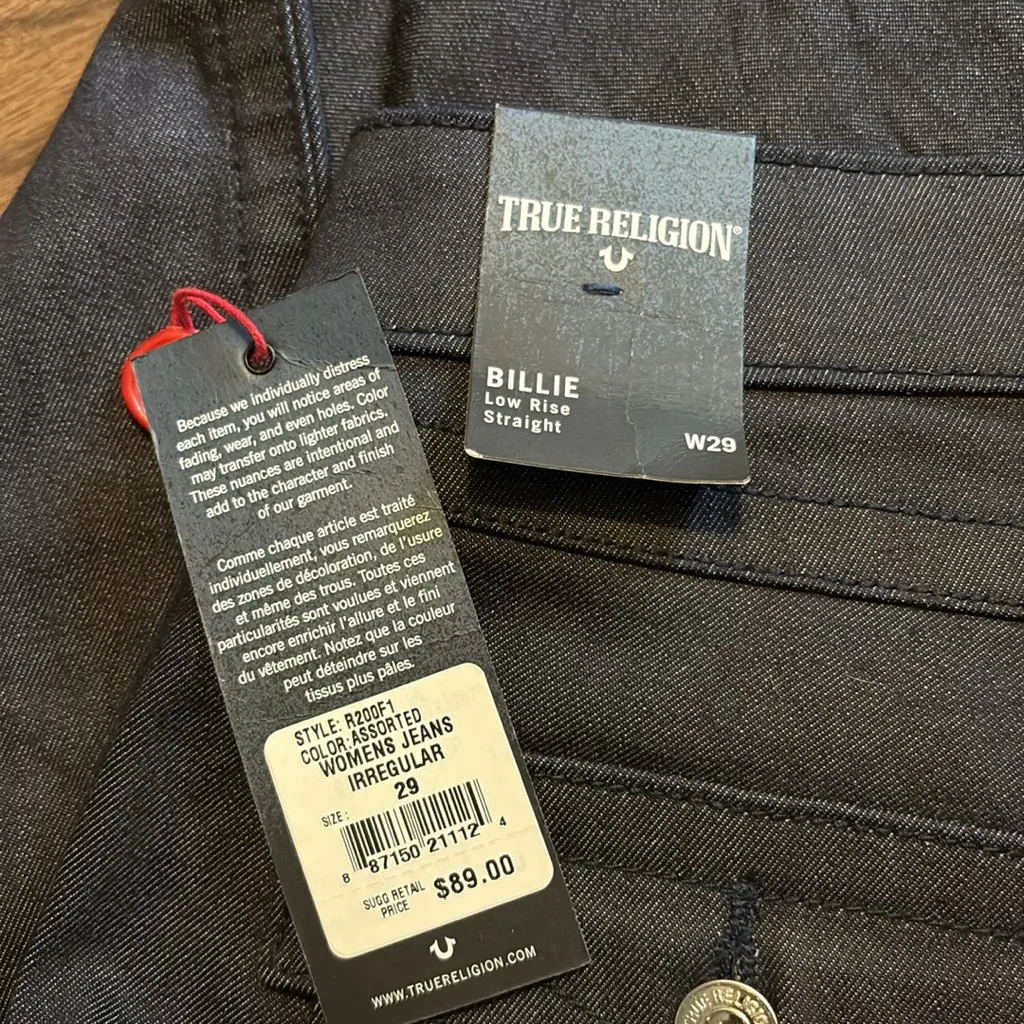 TRUE RELIGION®
BILLIE
Low Rise
Straight
W29
Because we individually distress
each item, you will notice areas of
fading, wear, and even holes. Color
may transfer onto lighter fabrics.
These nuances are intentional and
add to the character and finish
of our garment.
Comme chaque article est traité
individuellement, vous remarquerez
des zones de décoloration, de l'usure
et même des trous. Toutes ces
particularités sont voulues et viennent
encore enrichir l'allure et le fini
du vêtement. Notez que la couleur
peut déteindre sur les
tissus plus pâles.
STYLE: R200F1
COLOR: ASSORTED
WOMENS JEANS
IRREGULAR
SIZE: 29
8 87150 21112 4
SUGG RETAIL
PRICE $89.00
WWW.TRUERELIGION.COM
TRUE RELIGIO